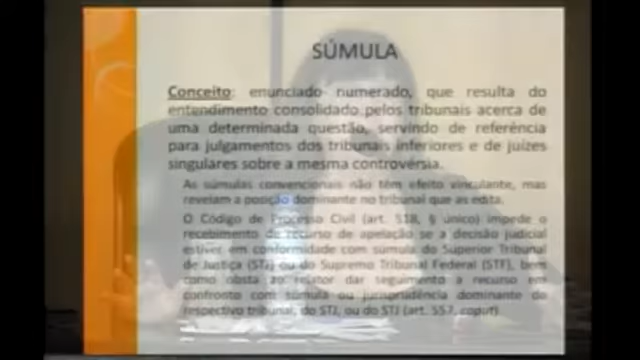 SÚMULA
Conceito: enunciado numerado, que resulta do
entendimento consolidado pelos tribunais acerca de
uma determinada questão, servindo de referência
para julgamentos dos tribunais inferiores e de juízes
singulares sobre a mesma controvérsia.
As súmulas convencionais não têm efeito vinculante, mas
revelam a posição dominante no tribunal que as edita.
O Código de Processo Civil (art. 518, § único) impede o
recebimento de recurso de apelação se a decisão judicial
estiver em conformidade com súmula do Superior Tribunal
de Justiça (STJ) ou do Supremo Tribunal Federal (STF), bem
como obsta ao relator dar seguimento a recurso em
confronto com súmula ou jurisprudência dominante do
respectivo tribunal, do STJ, ou do STJ (art. 557, caput).